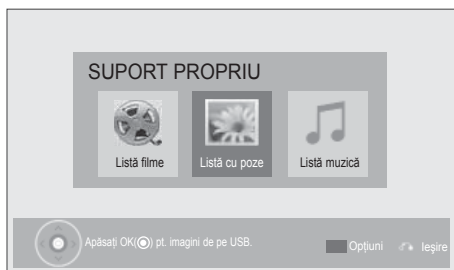 SUPORT PROPRIU
Listă filme
Listă cu poze
Listă muzică
Apăsați OK(◉) pt. imagini de pe USB.
Opțiuni
Ieșire